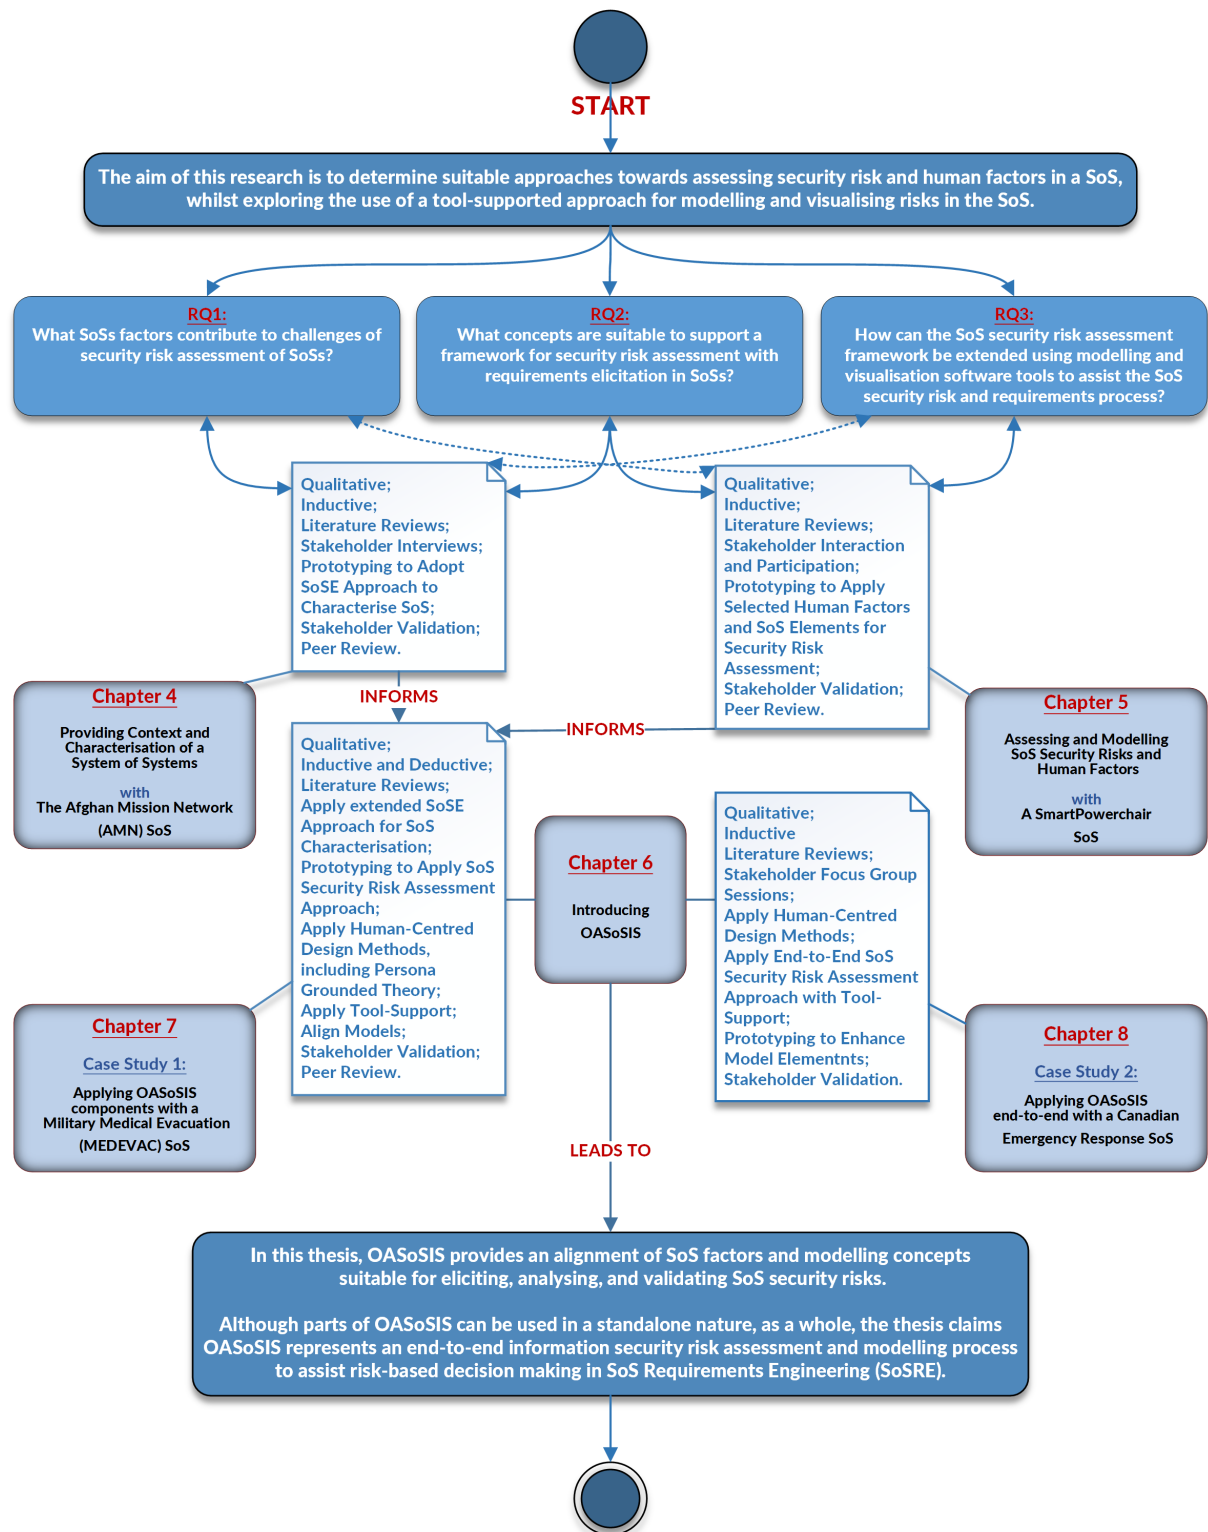 START
The aim of this research is to determine suitable approaches towards assessing security risk and human factors in a SoS,
whilst exploring the use of a tool-supported approach for modelling and visualising risks in the SoS.
RQ1:
What SoSs factors contribute to challenges of
security risk assessment of SoSs?
RQ2:
What concepts are suitable to support a
framework for security risk assessment with
requirements elicitation in SoSs?
RQ3:
How can the SoS security risk assessment
framework be extended using modelling and
visualisation software tools to assist the SoS
security risk and requirements process?
Qualitative;
Inductive;
Literature Reviews;
Stakeholder Interviews;
Prototyping to Adopt
SoSE Approach to
Characterise SoS;
Stakeholder Validation;
Peer Review.
Qualitative;
Inductive;
Literature Reviews;
Stakeholder Interaction
and Participation;
Prototyping to Apply
Selected Human Factors
and SoS Elements for
Security Risk
Assessment;
Stakeholder Validation;
Peer Review.
Chapter 4
Providing Context and
Characterisation of a
System of Systems
with
The Afghan Mission Network
(AMN) SoS
INFORMS
INFORMS
Chapter 5
Assessing and Modelling
SoS Security Risks and
Human Factors
with
A SmartPowerchair
SoS
Qualitative;
Inductive and Deductive;
Literature Reviews;
Apply extended SoSE
Approach for SoS
Characterisation;
Prototyping to Apply SoS
Security Risk Assessment
Approach;
Apply Human-Centred
Design Methods,
including Persona
Grounded Theory;
Apply Tool-Support;
Align Models;
Stakeholder Validation;
Peer Review.
Chapter 6
Introducing
OASoSIS
Qualitative;
Inductive
Literature Reviews;
Stakeholder Focus Group
Sessions;
Apply Human-Centred
Design Methods;
Apply End-to-End SoS
Security Risk Assessment
Approach with Tool-
Support;
Prototyping to Enhance
Model Elementnts;
Stakeholder Validation.
Chapter 7
Case Study 1:
Applying OASoSIS
components with a
Military Medical Evacuation
(MEDEVAC) SoS
Chapter 8
Case Study 2:
Applying OASoSIS
end-to-end with a Canadian
Emergency Response SoS
LEADS TO
In this thesis, OASoSIS provides an alignment of SoS factors and modelling concepts
suitable for eliciting, analysing, and validating SoS security risks.
Although parts of OASoSIS can be used in a standalone nature, as a whole, the thesis claims
OASoSIS represents an end-to-end information security risk assessment and modelling process
to assist risk-based decision making in SoS Requirements Engineering (SoSRE).